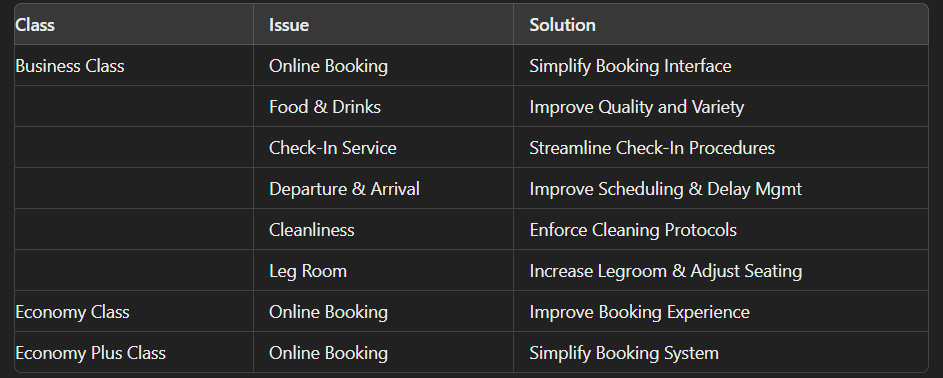 Class Issue Solution
Business Class Online Booking Simplify Booking Interface
Food & Drinks Improve Quality and Variety
Check-In Service Streamline Check-In Procedures
Departure & Arrival Improve Scheduling & Delay Mgmt
Cleanliness Enforce Cleaning Protocols
Leg Room Increase Legroom & Adjust Seating
Economy Class Online Booking Improve Booking Experience
Economy Plus Class Online Booking Simplify Booking System